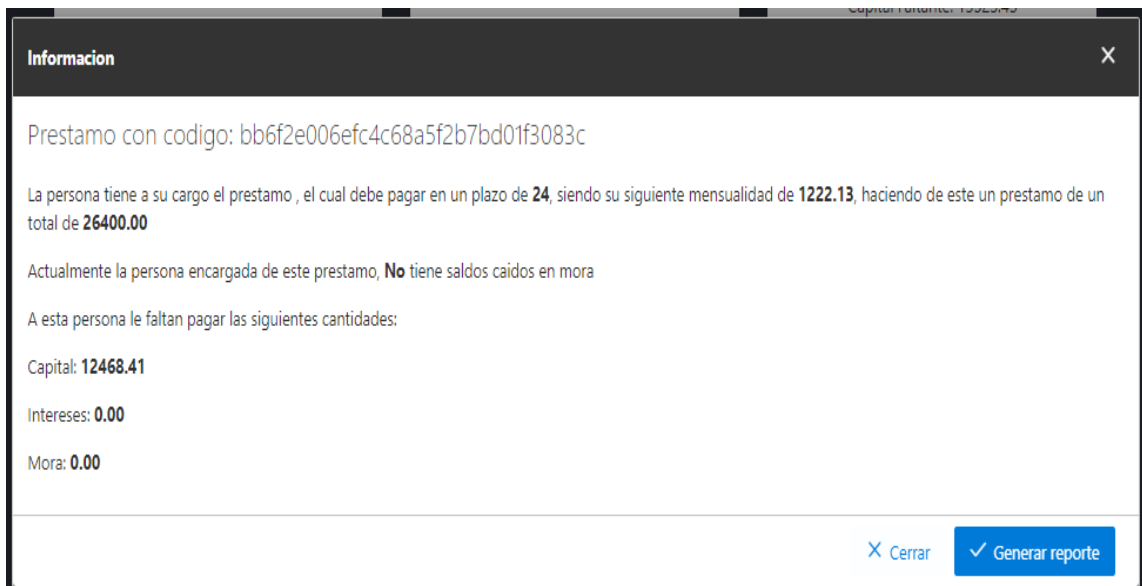 Informacion
Prestamo con codigo: bb6f2e006efc4c68a5f2b7bd01f3083c
La persona tiene a su cargo el prestamo , el cual debe pagar en un plazo de 24, siendo su siguiente mensualidad de 1222.13, haciendo de este un prestamo de un
total de 26400.00
Actualmente la persona encargada de este prestamo, No tiene saldos caidos en mora
A esta persona le faltan pagar las siguientes cantidades:
Capital: 12468.41
Intereses: 0.00
Mora: 0.00
Cerrar
Generar reporte